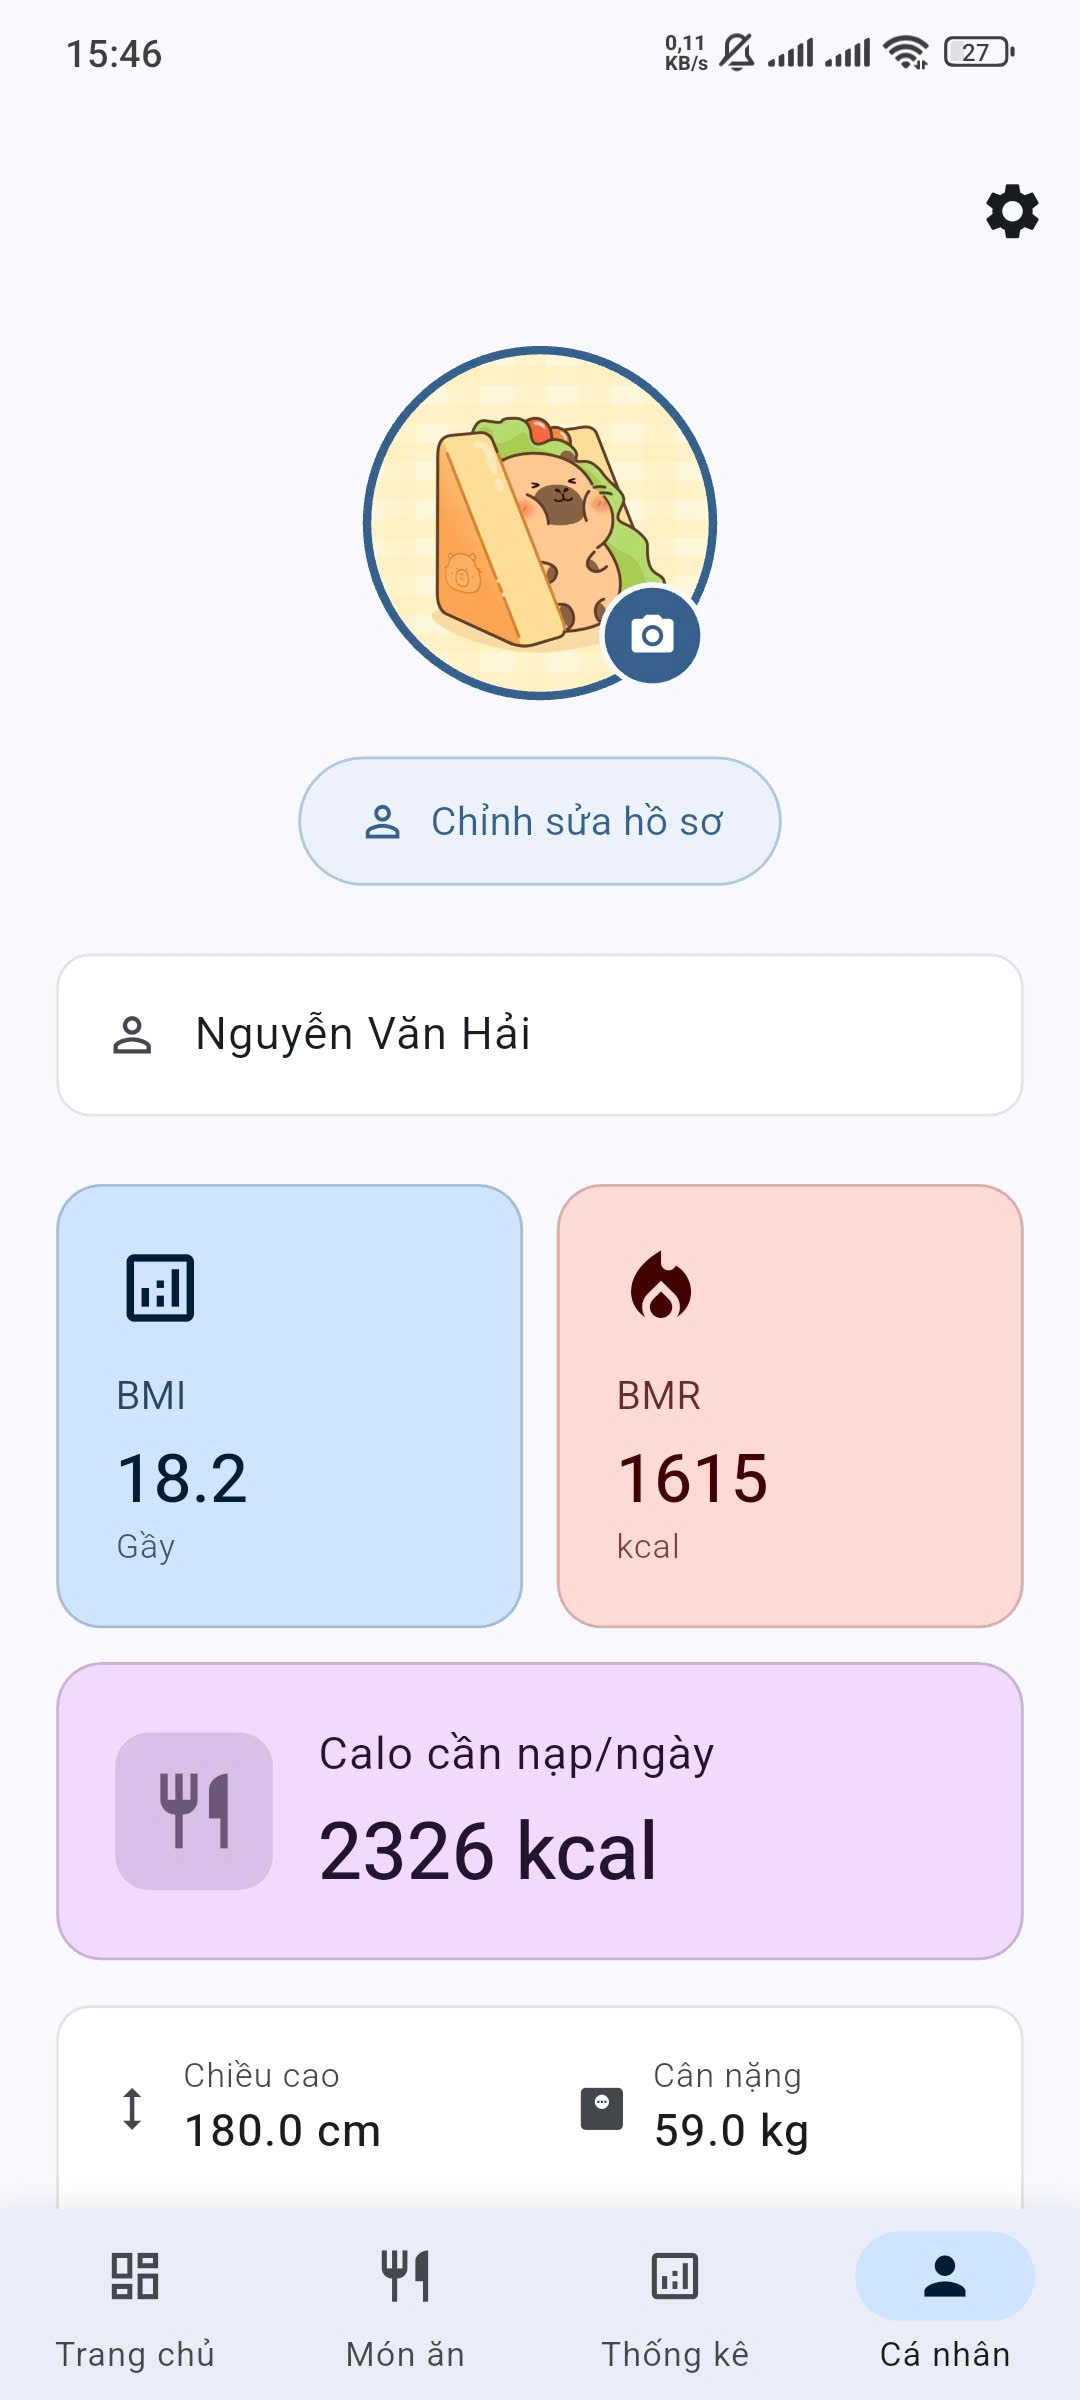 15:46
0,11
KB/s
27
Chỉnh sửa hồ sơ
Nguyễn Văn Hải
BMI
18.2
Gầy
BMR
1615
kcal
Calo cần nạp/ngày
2326 kcal
Chiều cao
180.0 cm
Cân nặng
59.0 kg
Trang chủ
Món ăn
Thống kê
Cá nhân